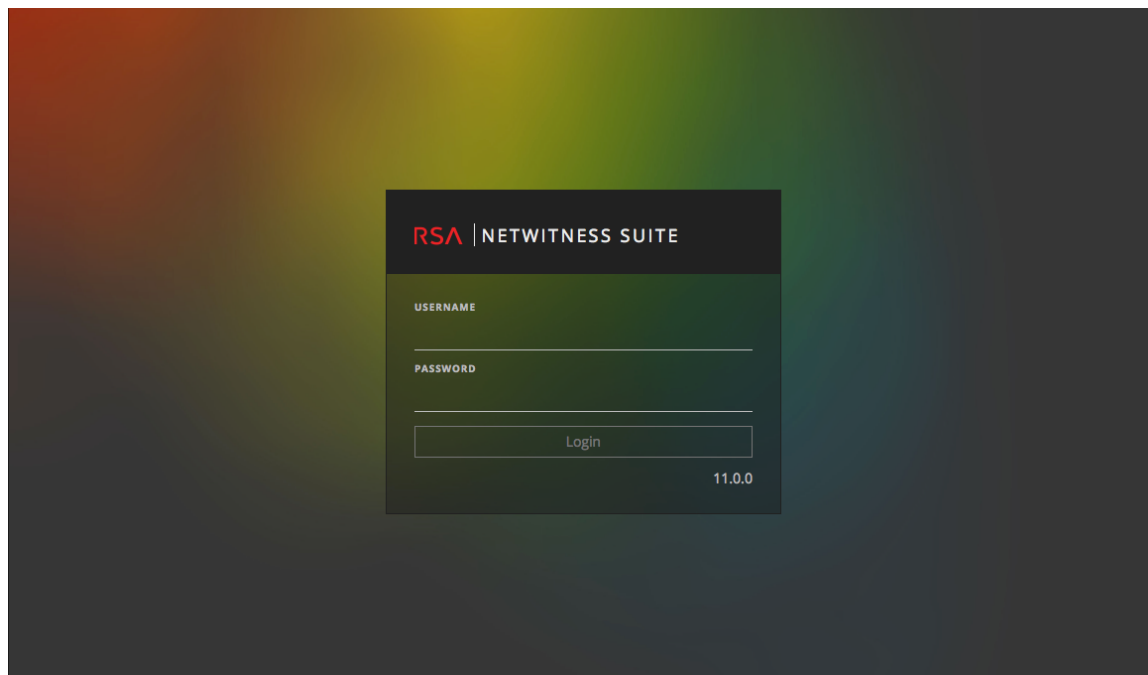 RSA | NETWITNESS SUITE
USERNAME
PASSWORD
Login
11.0.0